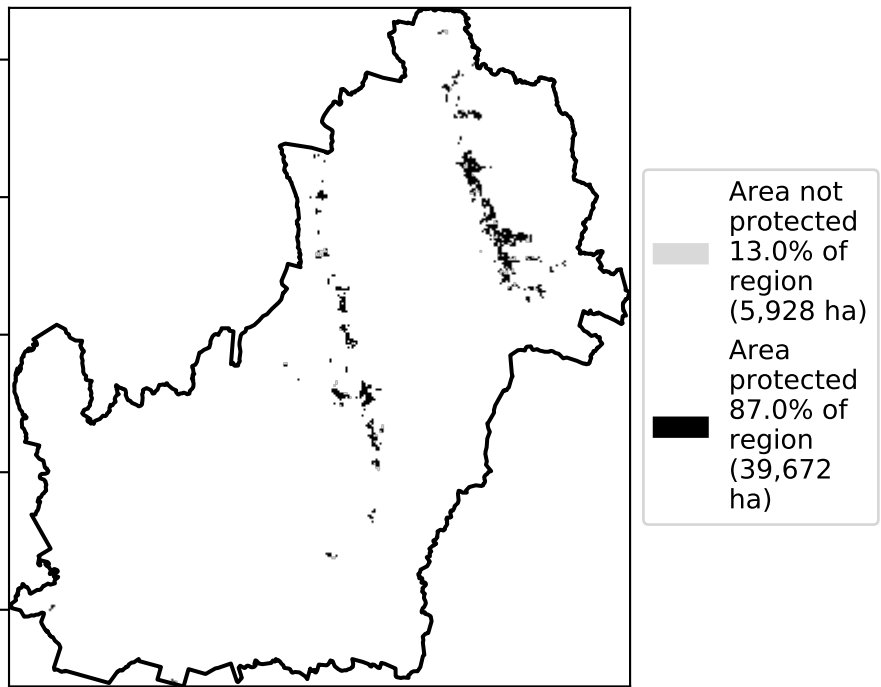 Area not
protected
13.0% of
region
(5,928 ha)
Area
protected
87.0% of
region
(39,672
ha)